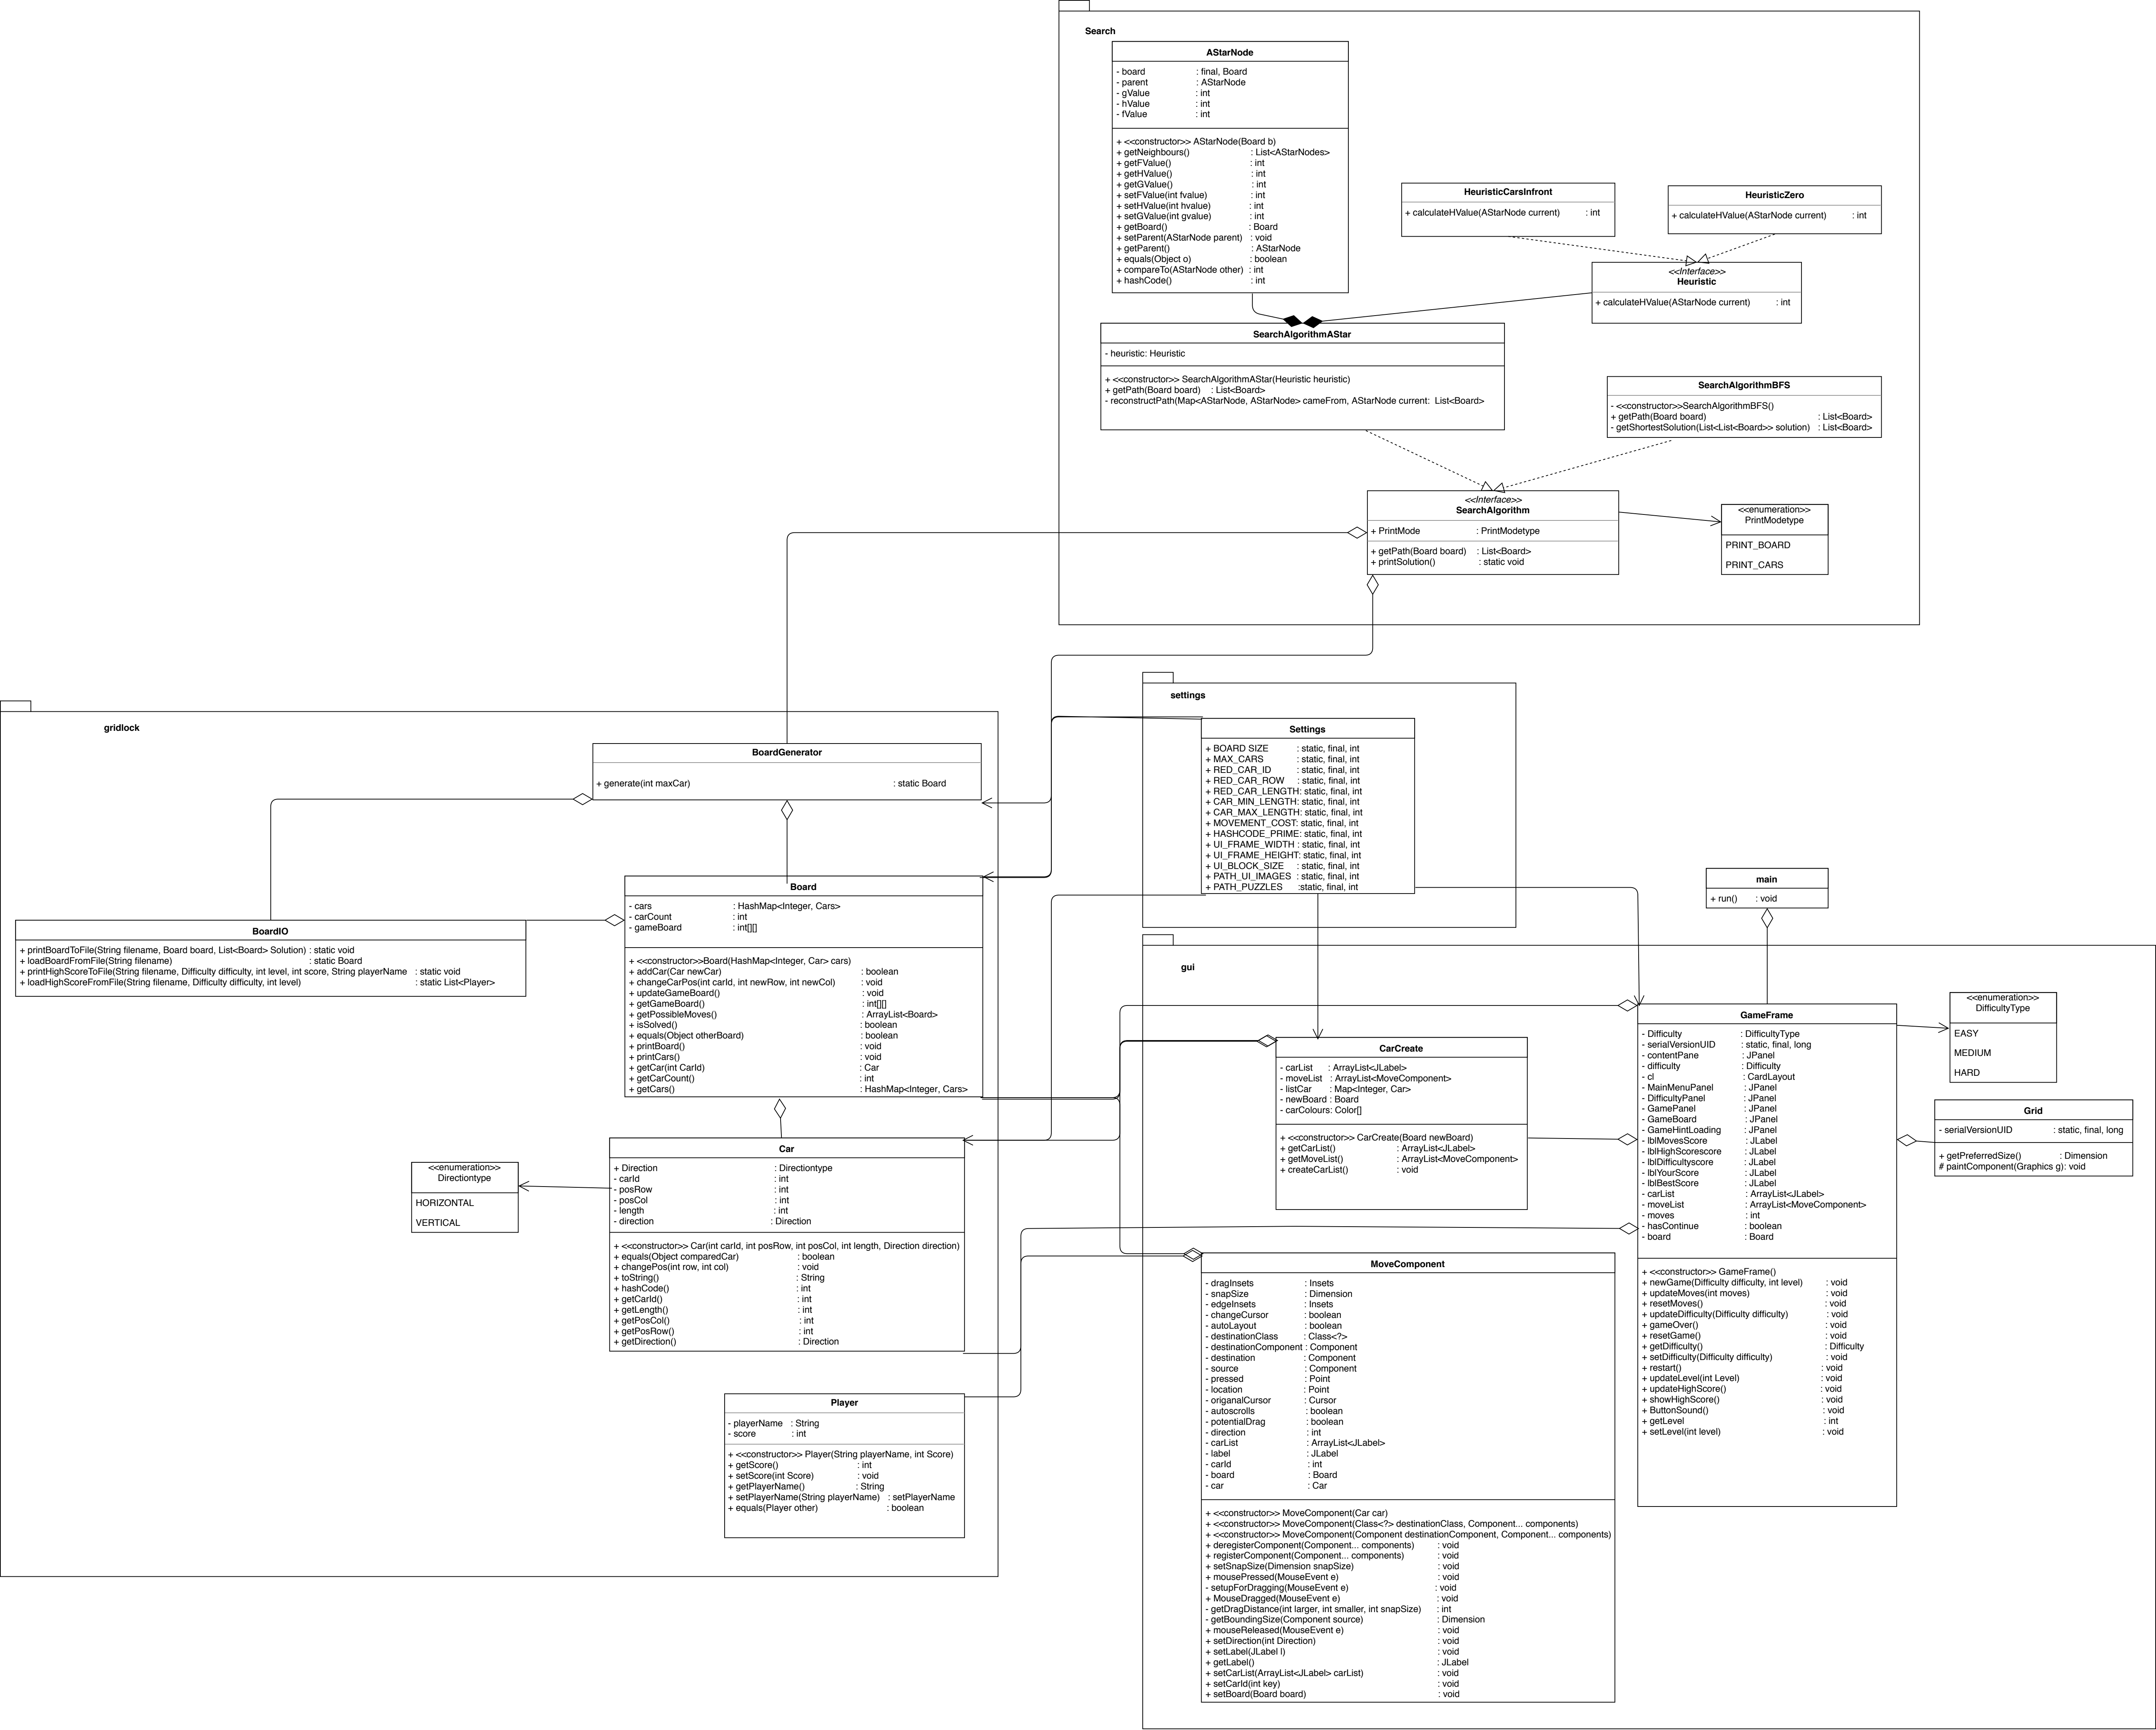 Search
AStarNode
- board : final, Board
- parent : AStarNode
- gValue : int
- hValue : int
- fValue : int
+ <<constructor>> AStarNode(Board b)
+ getNeighbours() : List<AStarNodes>
+ getFValue() : int
+ getHValue() : int
+ getGValue() : int
+ setFValue(int fvalue) : int
+ setHValue(int hvalue) : int
+ setGValue(int gvalue) : int
+ getBoard() : Board
+ setParent(AStarNode parent) : void
+ getParent() : AStarNode
+ equals(Object o) : boolean
+ compareTo(AStarNode other) : int
+ hashCode() : int
HeuristicCarsInfront
+ calculateHValue(AStarNode current) : int
HeuristicZero
+ calculateHValue(AStarNode current) : int
<<Interface>>
Heuristic
+ calculateHValue(AStarNode current) : int
SearchAlgorithmAStar
- heuristic: Heuristic
+ <<constructor>> SearchAlgorithmAStar(Heuristic heuristic)
+ getPath(Board board) : List<Board>
- reconstructPath(Map<AStarNode, AStarNode> cameFrom, AStarNode current: List<Board>
SearchAlgorithmBFS
- <<constructor>>SearchAlgorithmBFS()
+ getPath(Board board) : List<Board>
- getShortestSolution(List<List<Board>> solution) : List<Board>
<<Interface>>
SearchAlgorithm
+ PrintMode : PrintModetype
+ getPath(Board board) : List<Board>
+ printSolution() : static void
<<enumeration>>
PrintModetype
PRINT_BOARD
PRINT_CARS
settings
Settings
+ BOARD SIZE : static, final, int
+ MAX_CARS : static, final, int
+ RED_CAR_ID : static, final, int
+ RED_CAR_ROW : static, final, int
+ RED_CAR_LENGTH: static, final, int
+ CAR_MIN_LENGTH: static, final, int
+ CAR_MAX_LENGTH: static, final, int
+ MOVEMENT_COST: static, final, int
+ HASHCODE_PRIME: static, final, int
+ UI_FRAME_WIDTH : static, final, int
+ UI_FRAME_HEIGHT: static, final, int
+ UI_BLOCK_SIZE : static, final, int
+ PATH_UI_IMAGES : static, final, int
+ PATH_PUZZLES :static, final, int
gridlock
BoardGenerator
+ generate(int maxCar) : static Board
Board
- cars : HashMap<Integer, Cars>
- carCount : int
- gameBoard : int[][]
+ <<constructor>>Board(HashMap<Integer, Car> cars)
+ addCar(Car newCar) : boolean
+ changeCarPos(int carId, int newRow, int newCol) : void
+ updateGameBoard() : void
+ getGameBoard() : int[][]
+ getPossibleMoves() : ArrayList<Board>
+ isSolved() : boolean
+ equals(Object otherBoard) : boolean
+ printBoard() : void
+ printCars() : void
+ getCar(int CarId) : Car
+ getCarCount() : int
+ getCars() : HashMap<Integer, Cars>
BoardIO
+ printBoardToFile(String filename, Board board, List<Board> Solution) : static void
+ loadBoardFromFile(String filename) : static Board
+ printHighScoreToFile(String filename, Difficulty difficulty, int level, int score, String playerName : static void
+ loadHighScoreFromFile(String filename, Difficulty difficulty, int level) : static List<Player>
Car
+ Direction : Directiontype
- carId : int
- posRow : int
- posCol : int
- length : int
- direction : Direction
+ <<constructor>> Car(int carId, int posRow, int posCol, int length, Direction direction)
+ equals(Object comparedCar) : boolean
+ changePos(int row, int col) : void
+ toString() : String
+ hashCode() : int
+ getCarId() : int
+ getLength() : int
+ getPosCol() : int
+ getPosRow() : int
+ getDirection() : Direction
<<enumeration>>
Directiontype
HORIZONTAL
VERTICAL
Player
- playerName : String
- score : int
+ <<constructor>> Player(String playerName, int Score)
+ getScore() : int
+ setScore(int Score) : void
+ getPlayerName() : String
+ setPlayerName(String playerName) : setPlayerName
+ equals(Player other) : boolean
main
+ run() : void
gui
CarCreate
- carList : ArrayList<JLabel>
- moveList : ArrayList<MoveComponent>
- listCar : Map<Integer, Car>
- newBoard : Board
- carColours: Color[]
+ <<constructor>> CarCreate(Board newBoard)
+ getCarList() : ArrayList<JLabel>
+ getMoveList() : ArrayList<MoveComponent>
+ createCarList() : void
GameFrame
- Difficulty : DifficultyType
- serialVersionUID : static, final, long
- contentPane : JPanel
- difficulty : Difficulty
- cl : CardLayout
- MainMenuPanel : JPanel
- DifficultyPanel : JPanel
- GamePanel : JPanel
- GameBoard : JPanel
- GameHintLoading : JPanel
- lblMovesScore : JLabel
- lblHighScorescore : JLabel
- lblDifficultyscore : JLabel
- lblYourScore : JLabel
- lblBestScore : JLabel
- carList : ArrayList<JLabel>
- moveList : ArrayList<MoveComponent>
- moves : int
- hasContinue : boolean
- board : Board
+ <<constructor>> GameFrame()
+ newGame(Difficulty difficulty, int level) : void
+ updateMoves(int moves) : void
+ resetMoves() : void
+ updateDifficulty(Difficulty difficulty) : void
+ gameOver() : void
+ resetGame() : void
+ getDifficulty() : Difficulty
+ setDifficulty(Difficulty difficulty) : void
+ restart() : void
+ updateLevel(int Level) : void
+ updateHighScore() : void
+ showHighScore() : void
+ ButtonSound() : void
+ getLevel : int
+ setLevel(int level) : void
<<enumeration>>
DifficultyType
EASY
MEDIUM
HARD
Grid
- serialVersionUID : static, final, long
+ getPreferredSize() : Dimension
# paintComponent(Graphics g): void
MoveComponent
- dragInsets : Insets
- snapSize : Dimension
- edgeInsets : Insets
- changeCursor : boolean
- autoLayout : boolean
- destinationClass : Class<?>
- destinationComponent : Component
- destination : Component
- source : Component
- pressed : Point
- location : Point
- origanalCursor : Cursor
- autoscrolls : boolean
- potentialDrag : boolean
- direction : int
- carList : ArrayList<JLabel>
- label : JLabel
- carId : int
- board : Board
- car : Car
+ <<constructor>> MoveComponent(Car car)
+ <<constructor>> MoveComponent(Class<?> destinationClass, Component... components)
+ <<constructor>> MoveComponent(Component destinationComponent, Component... components)
+ deregisterComponent(Component... components) : void
+ registerComponent(Component... components) : void
+ setSnapSize(Dimension snapSize) : void
+ mousePressed(MouseEvent e) : void
- setupForDragging(MouseEvent e) : void
+ MouseDragged(MouseEvent e) : void
- getDragDistance(int larger, int smaller, int snapSize) : int
- getBoundingSize(Component source) : Dimension
+ mouseReleased(MouseEvent e) : void
+ setDirection(int Direction) : void
+ setLabel(JLabel l) : void
+ getLabel() : JLabel
+ setCarList(ArrayList<JLabel> carList) : void
+ setCarId(int key) : void
+ setBoard(Board board) : void